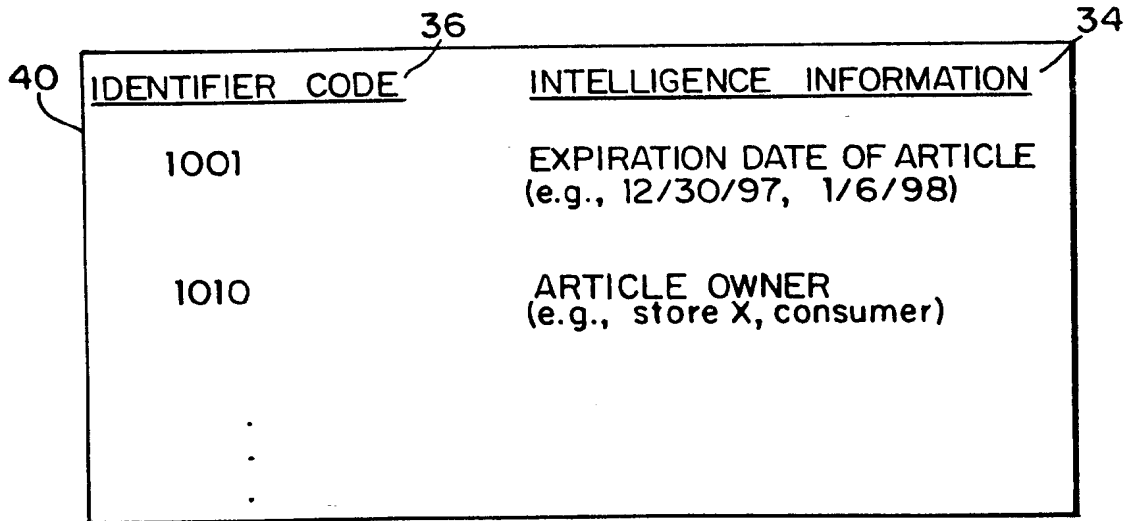 36
34
40
IDENTIFIER CODE
INTELLIGENCE INFORMATION
1001
EXPIRATION DATE OF ARTICLE
(e.g., 12/30/97, 1/6/98)
1010
ARTICLE OWNER
(e.g., store X, consumer)